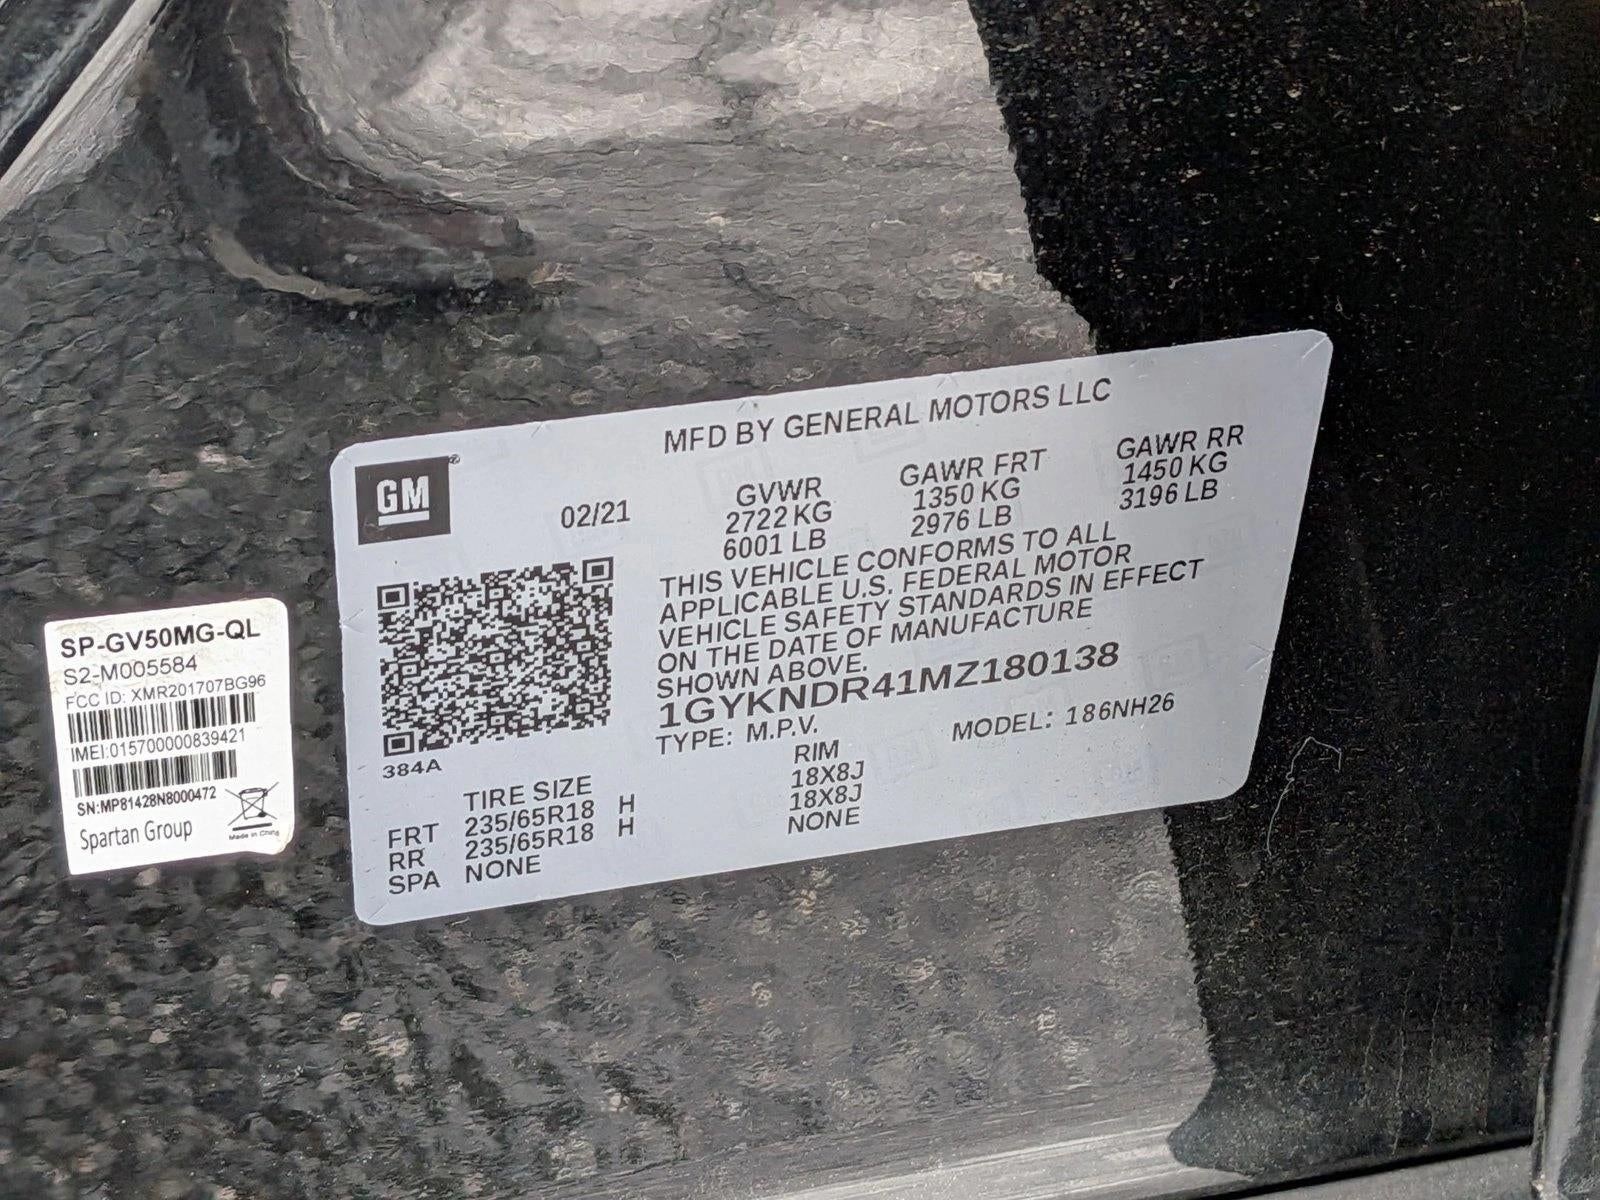 SP-GV50MG-QL
S2-M005584
FCC ID: XMR201707BG96
IMEI:015700000839421
SN:MP81428N8000472
Spartan Group
Made in China
GM
MFD BY GENERAL MOTORS LLC
02/21
GVWR GAWR FRT GAWR RR
2722 KG 1350 KG 1450 KG
6001 LB 2976 LB 3196 LB
THIS VEHICLE CONFORMS TO ALL
APPLICABLE U.S. FEDERAL MOTOR
VEHICLE SAFETY STANDARDS IN EFFECT
ON THE DATE OF MANUFACTURE
SHOWN ABOVE.
1GYKNDR41MZ180138
TYPE: M.P.V. MODEL: 186NH26
384A
TIRE SIZE RIM
FRT 235/65R18 H 18X8J
RR 235/65R18 H 18X8J
SPA NONE NONE